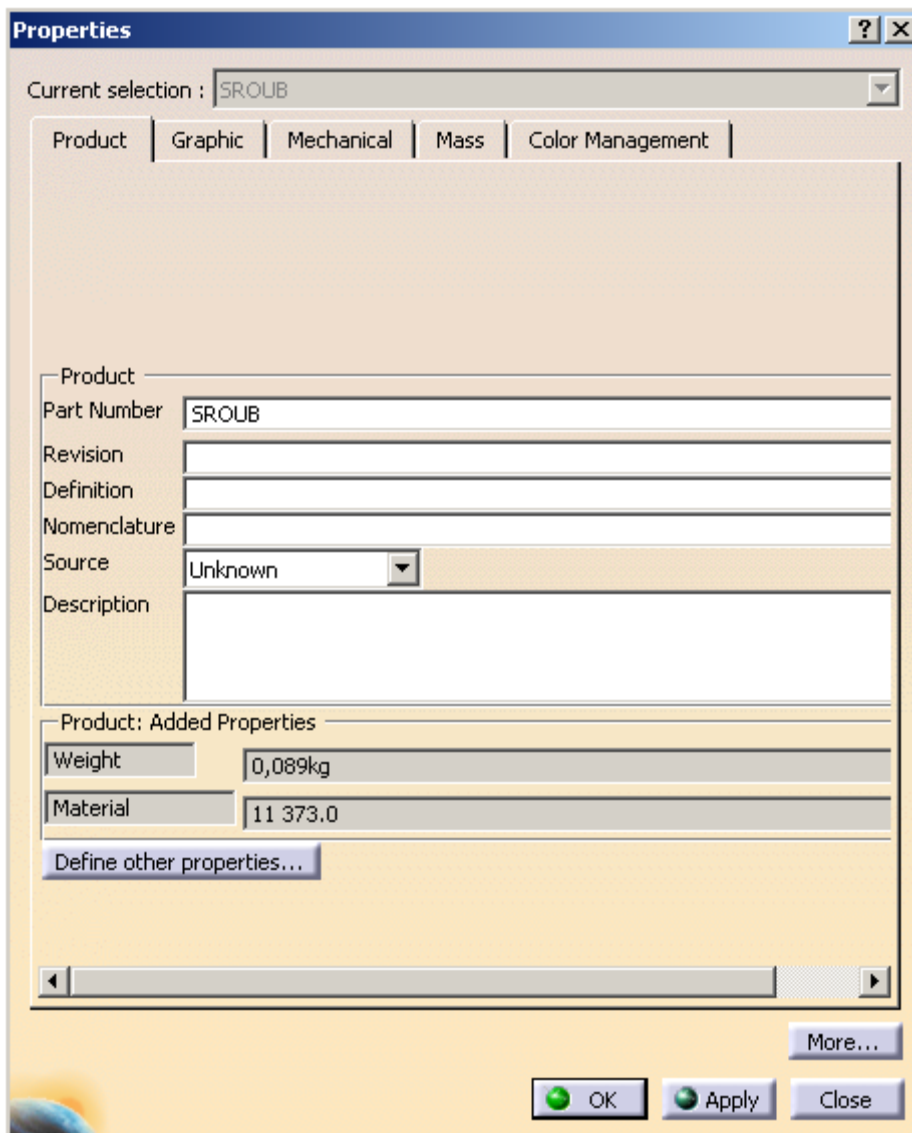 Properties
Current selection : SROUB
Product Graphic Mechanical Mass Color Management
Product
Part Number SROUB
Revision
Definition
Nomenclature
Source Unknown
Description
Product: Added Properties
Weight 0,089kg
Material 11 373.0
Define other properties...
More...
OK Apply Close